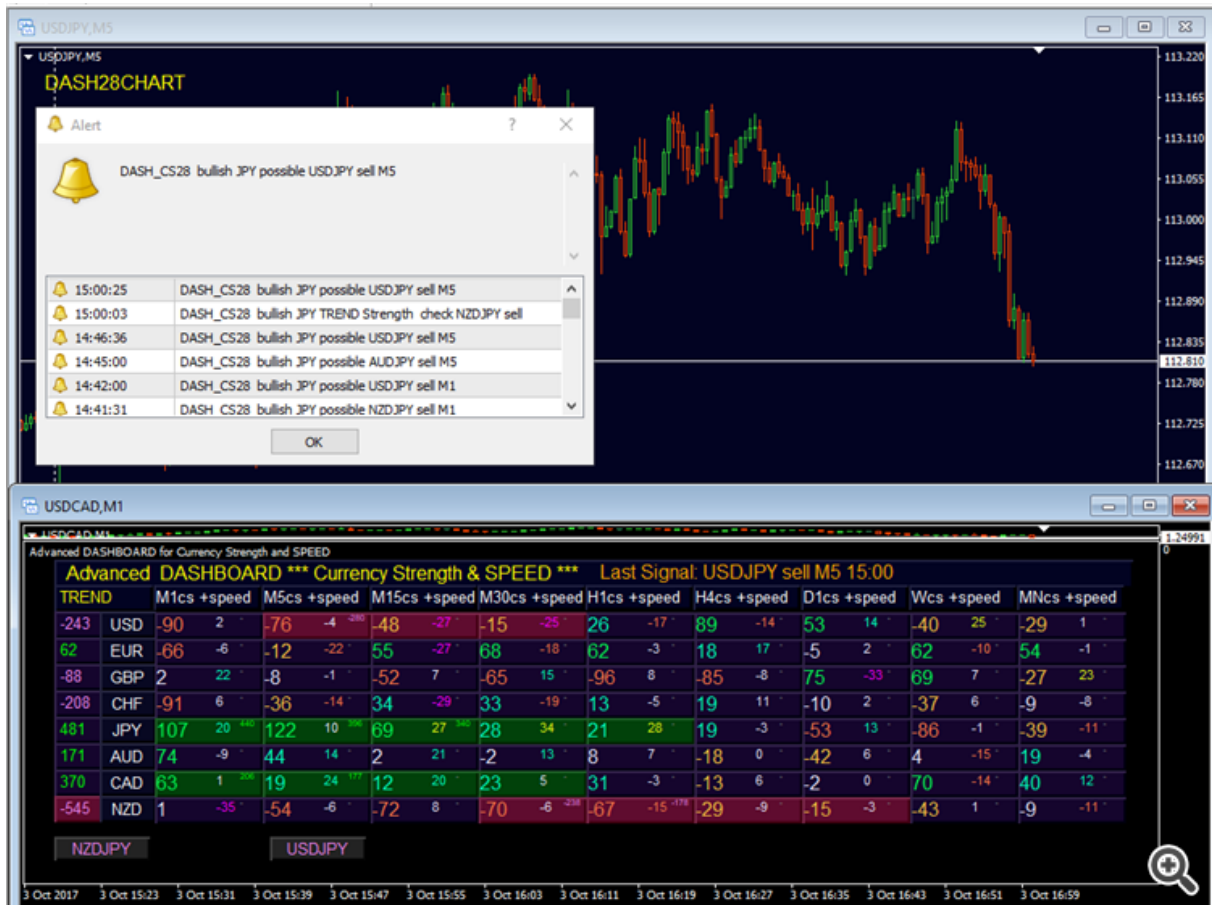 USDJPY,M5
USDJPY,M5
DASH28CHART
Alert ?
DASH_CS28 bullish JPY possible USDJPY sell M5
15:00:25 DASH_CS28 bullish JPY possible USDJPY sell M5
15:00:03 DASH_CS28 bullish JPY TREND Strength check NZDJPY sell
14:46:36 DASH_CS28 bullish JPY possible USDJPY sell M5
14:45:00 DASH_CS28 bullish JPY possible AUDJPY sell M5
14:42:00 DASH_CS28 bullish JPY possible USDJPY sell M1
14:41:31 DASH_CS28 bullish JPY possible NZDJPY sell M1
OK
113.220
113.165
113.110
113.055
113.000
112.945
112.890
112.835
112.810
112.780
112.725
112.670
USDCAD,M1
USDCAD,M1
1.24991
0
Advanced DASHBOARD for Currency Strength and SPEED
Advanced DASHBOARD *** Currency Strength & SPEED *** Last Signal: USDJPY sell M5 15:00
TREND M1cs +speed M5cs +speed M15cs +speed M30cs +speed H1cs +speed H4cs +speed D1cs +speed Wcs +speed MNcs +speed
-243 USD -90 2 -76 -4 -280 -48 -27 -15 -25 26 -17 89 -14 53 14 -40 25 -29 1
62 EUR -66 -6 -12 -22 55 -27 68 -18 62 -3 18 17 -5 2 62 -10 54 -1
-88 GBP 2 22 -8 -1 -52 7 -65 15 -96 8 -85 -8 75 -33 69 7 -27 23
-208 CHF -91 6 -36 -14 34 -29 33 -19 13 -5 19 11 -10 2 -37 6 -9 -8
481 JPY 107 20 440 122 10 396 69 27 340 28 34 21 28 19 -3 -53 13 -86 -1 -39 -11
171 AUD 74 -9 44 14 2 21 -2 13 8 7 -18 0 -42 6 4 -15 19 -4
370 CAD 63 1 206 19 24 177 12 20 23 5 31 -3 -13 6 -2 0 70 -14 40 12
-545 NZD 1 -35 -54 -6 -72 8 -70 -6 -238 -67 -15 -178 -29 -9 -15 -3 -43 1 -9 -11
NZDJPY USDJPY
3 Oct 2017 3 Oct 15:23 3 Oct 15:31 3 Oct 15:39 3 Oct 15:47 3 Oct 15:55 3 Oct 16:03 3 Oct 16:11 3 Oct 16:19 3 Oct 16:27 3 Oct 16:35 3 Oct 16:43 3 Oct 16:51 3 Oct 16:59